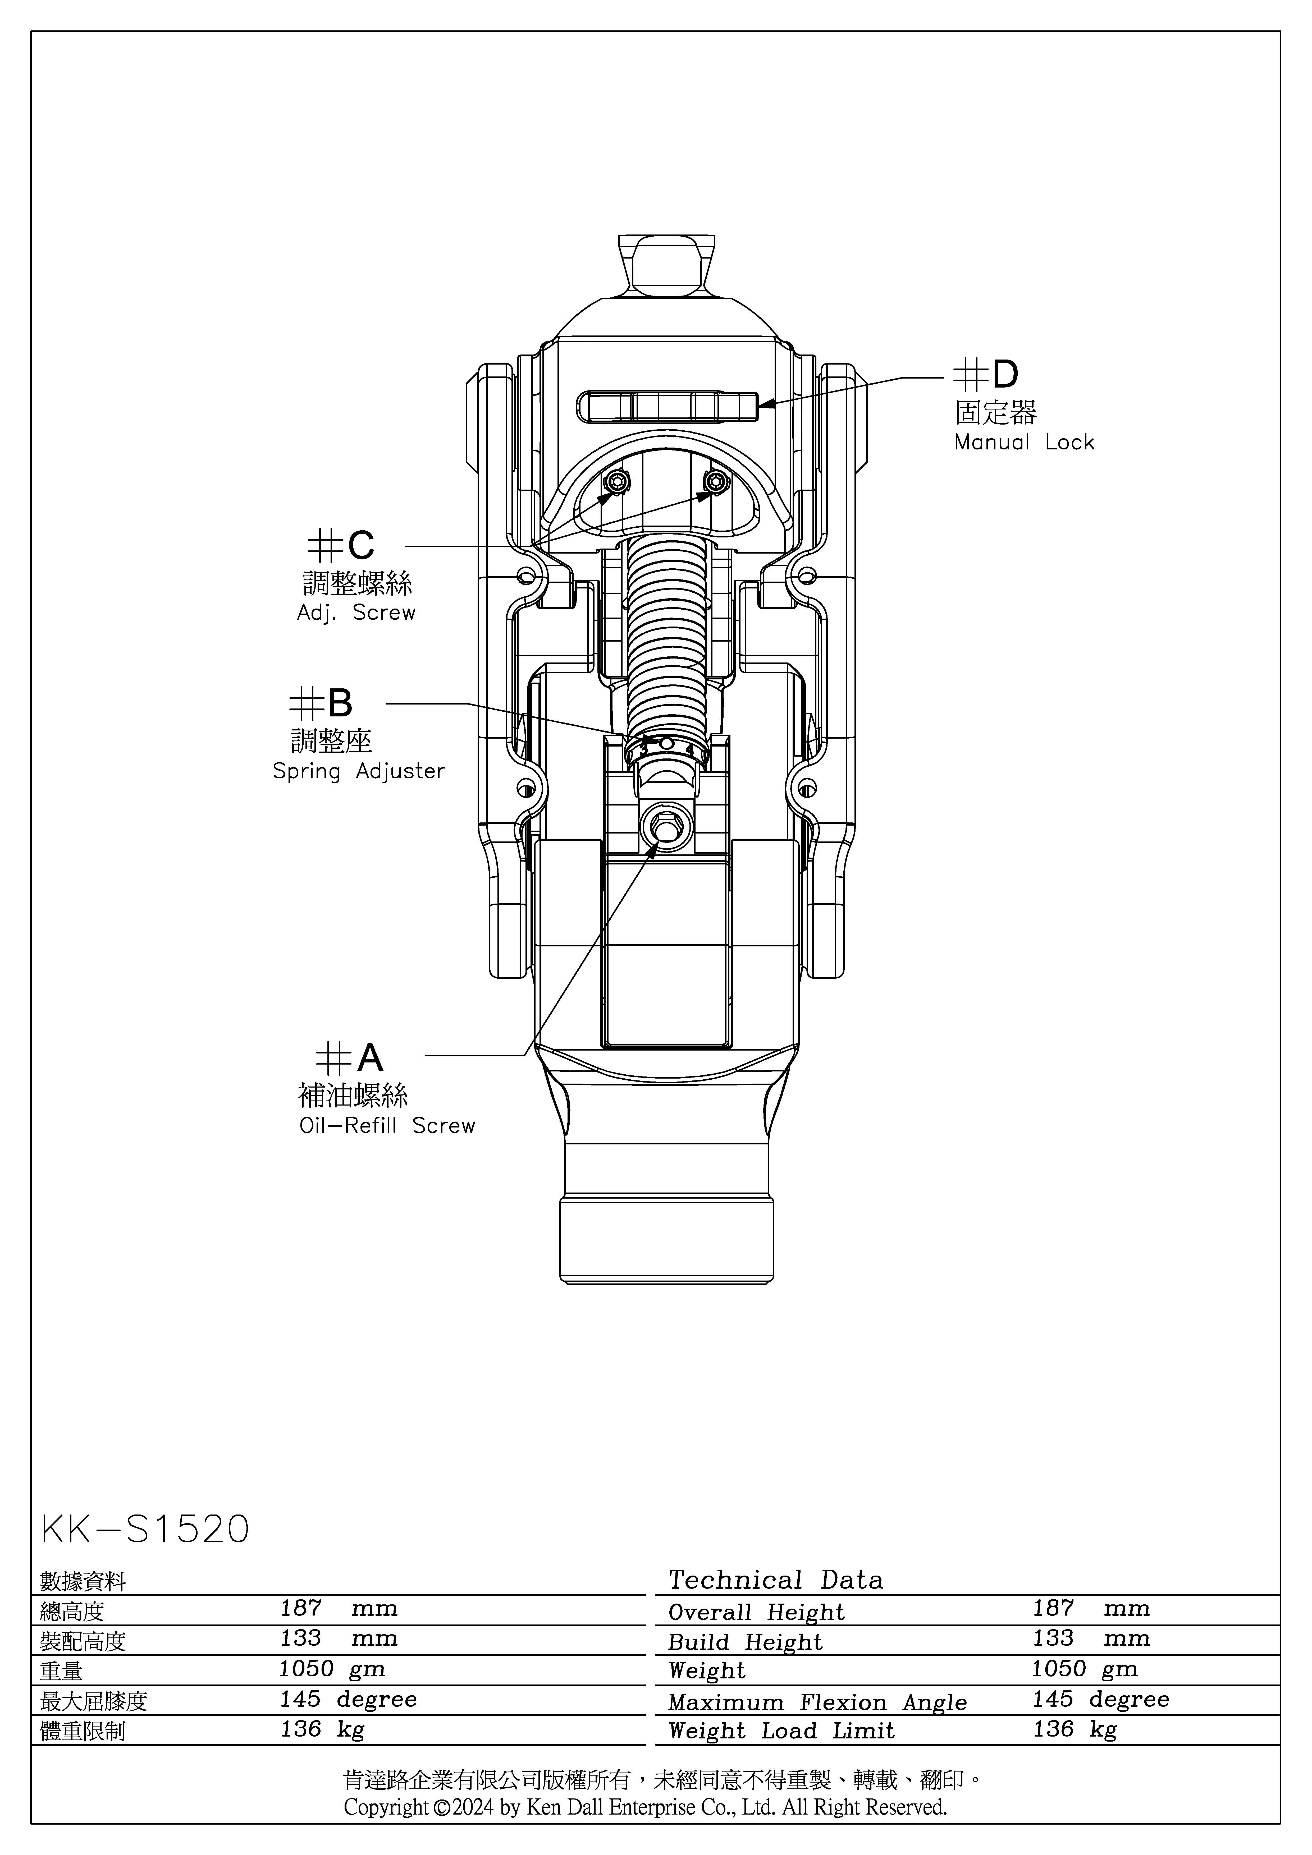 #D
固定器
Manual Lock
#C
調整螺絲
Adj. Screw
#B
調整座
Spring Adjuster
3 4
#A
補油螺絲
Oil-Refill Screw
KK-S1520
數據資料 Technical Data
總高度 187 mm Overall Height 187 mm
裝配高度 133 mm Build Height 133 mm
重量 1050 gm Weight 1050 gm
最大屈膝度 145 degree Maximum Flexion Angle 145 degree
體重限制 136 kg Weight Load Limit 136 kg
肯達路企業有限公司版權所有，未經同意不得重製、轉載、翻印。
Copyright ©2024 by Ken Dall Enterprise Co., Ltd. All Right Reserved.